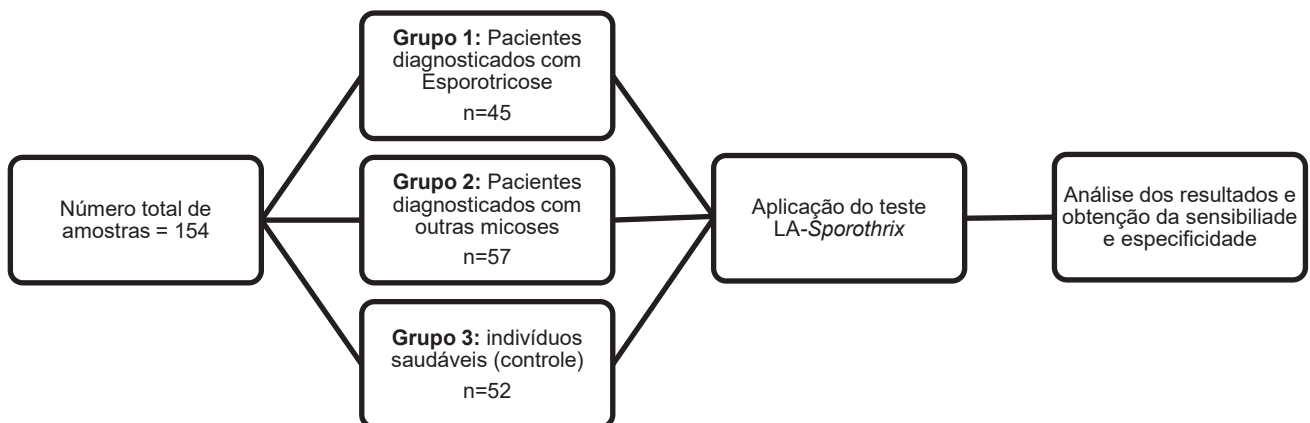 Número total de
amostras = 154
Grupo 1: Pacientes
diagnosticados com
Esporotricose
n=45
Grupo 2: Pacientes
diagnosticados com
outras micoses
n=57
Grupo 3: indivíduos
saudáveis (controle)
n=52
Aplicação do teste
LA-Sporothrix
Análise dos resultados e
obtenção da sensibiliade
e especificidade